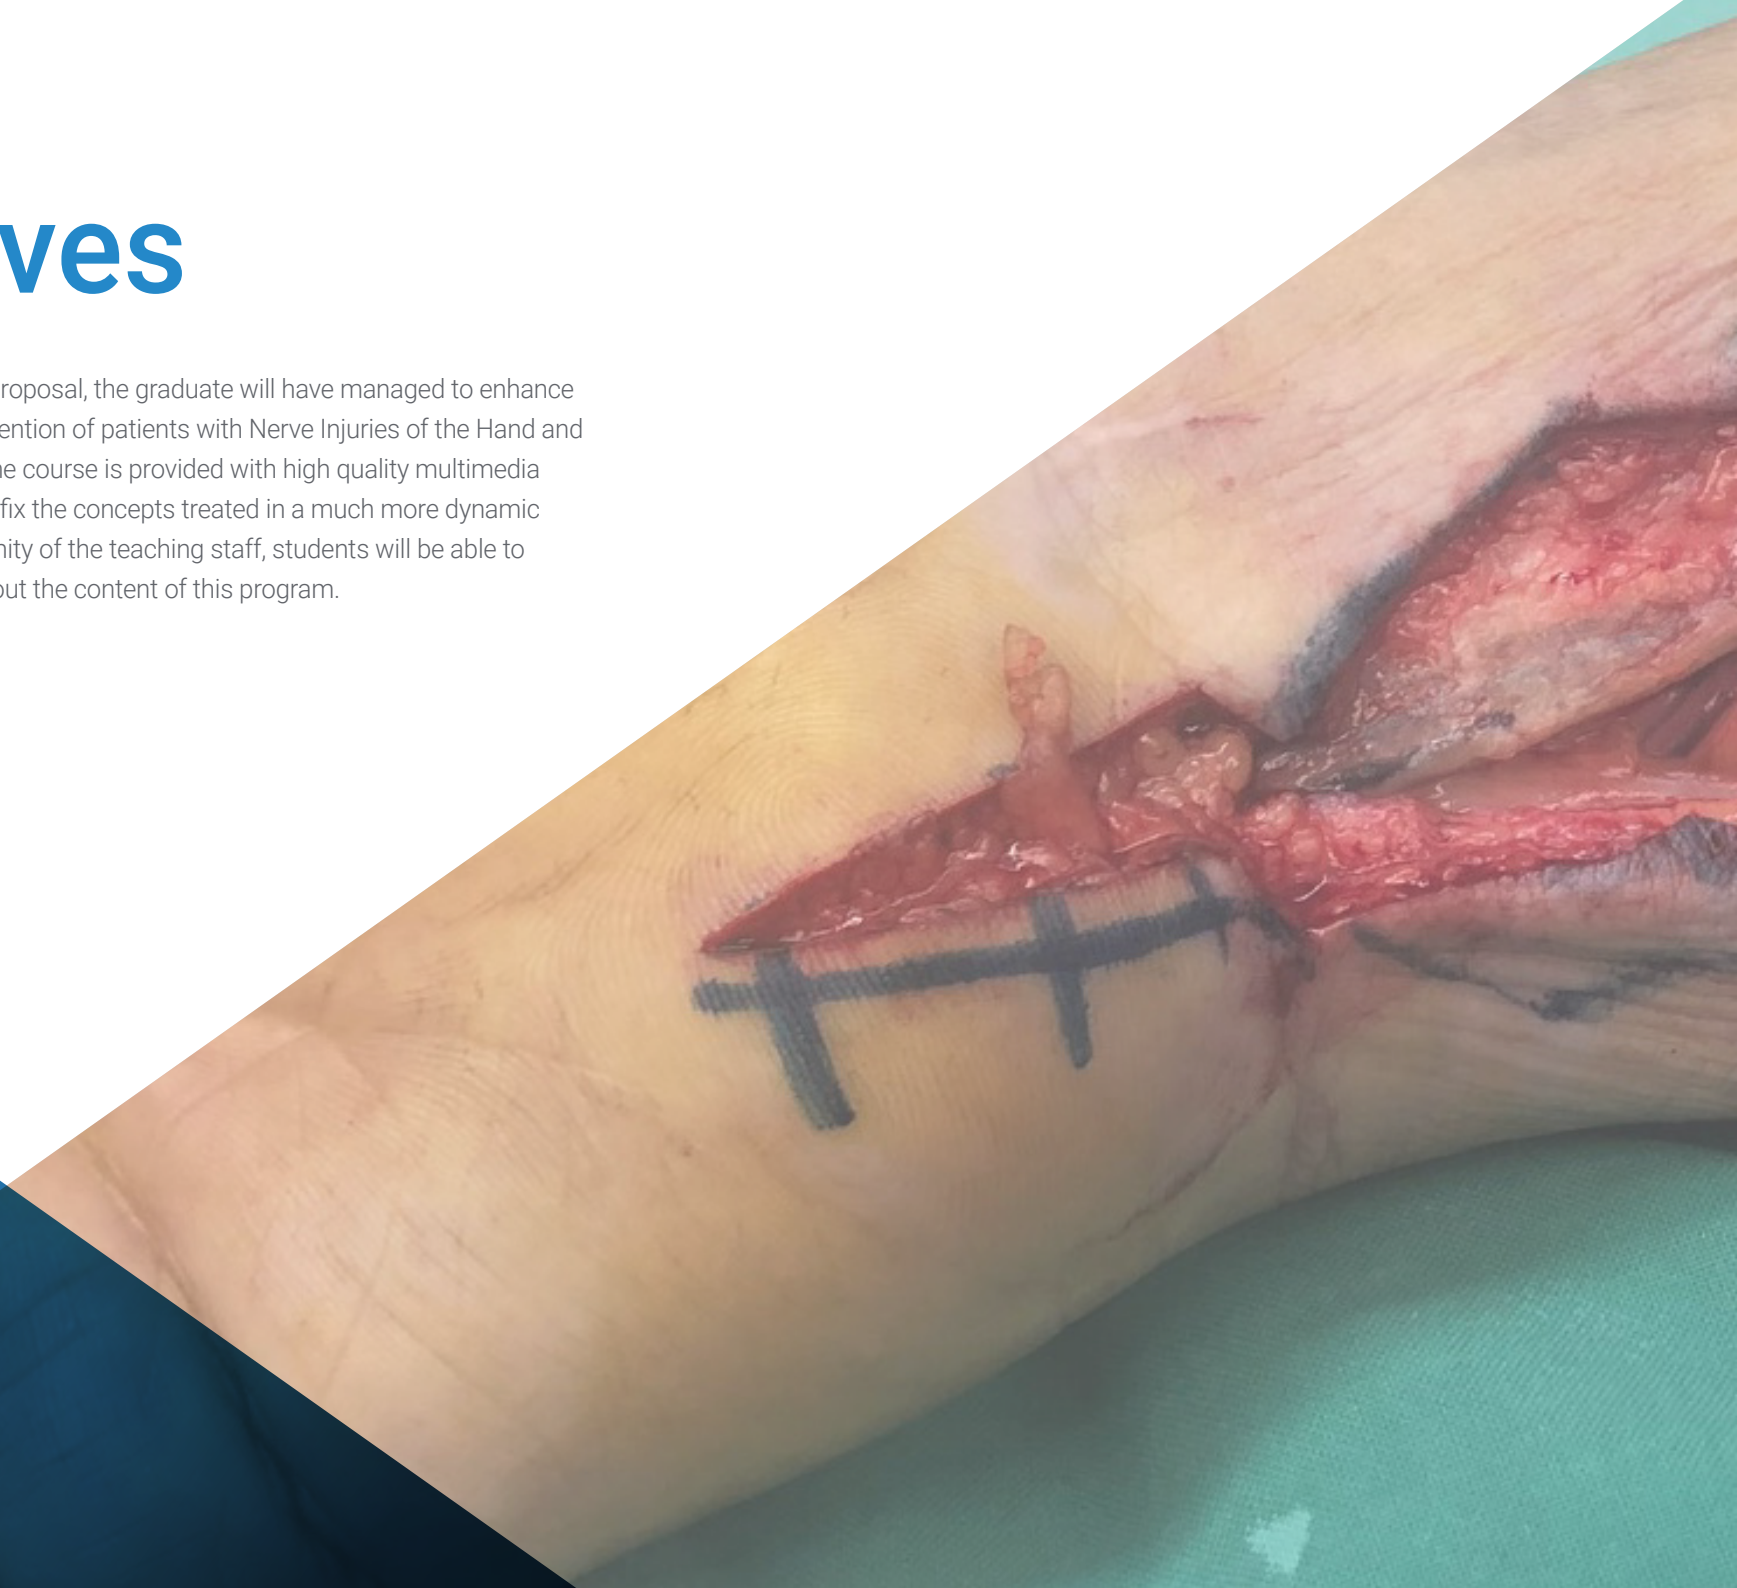 ves
roposal, the graduate will have managed to enhance
ention of patients with Nerve Injuries of the Hand and
e course is provided with high quality multimedia
fix the concepts treated in a much more dynamic
nity of the teaching staff, students will be able to
out the content of this program.